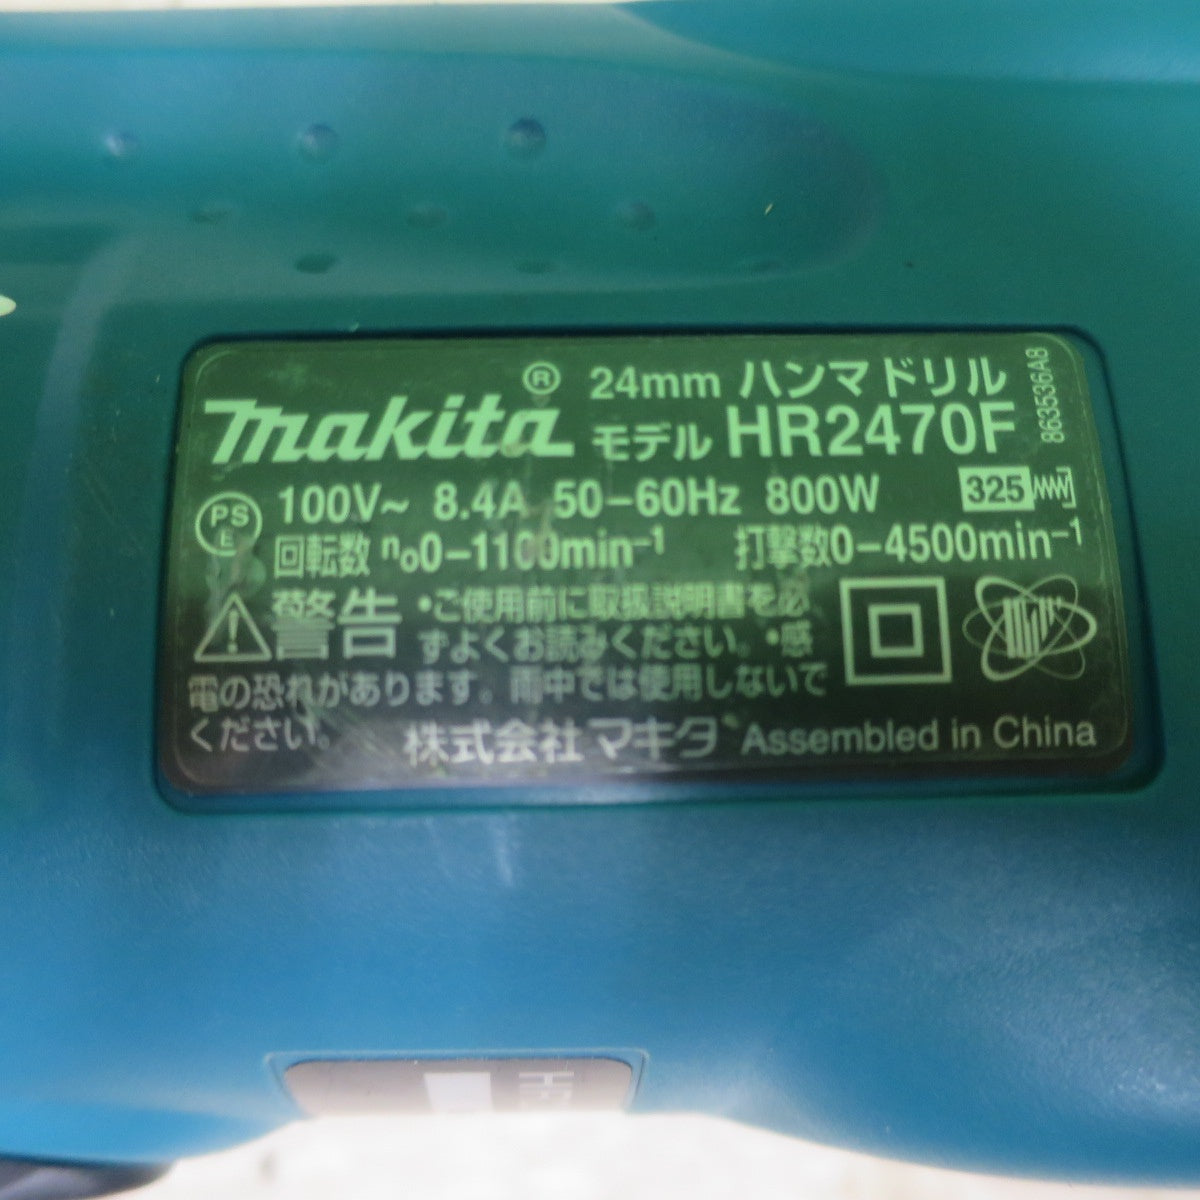 makita®
24mm ハンマドリル
モデル HR2470F
863536A8
PS E
100V~ 8.4A 50-60Hz 800W
325
回転数 n₀0-1100min⁻¹ 打撃数0-4500min⁻¹
警告 ・ご使用前に取扱説明書を必
ずよくお読みください。・感
電の恐れがあります。雨中では使用しないで
ください。
株式会社マキタ Assembled in China